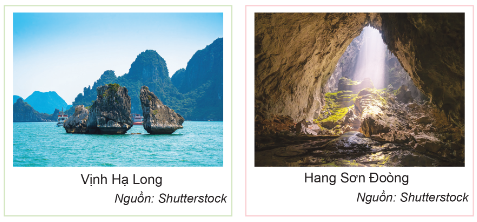 Vịnh Hạ Long
Nguồn: Shutterstock
Hang Sơn Đoòng
Nguồn: Shutterstock